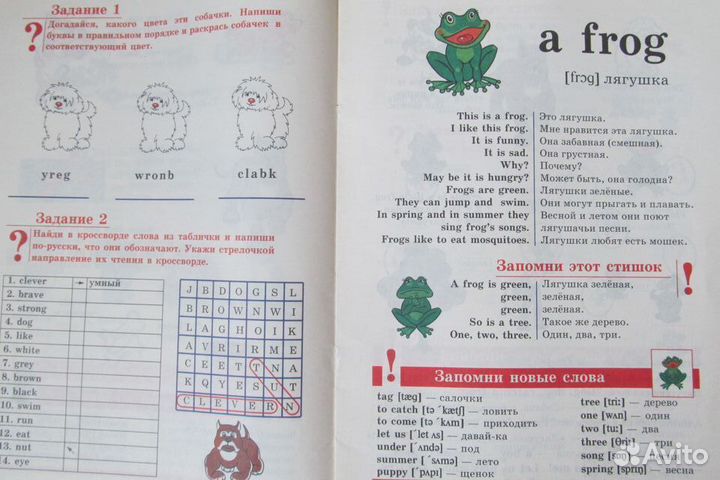 Задание 1
Догадайся, какого цвета эти собачки. Напиши
буквы в правильном порядке и раскрась собачек в
соответствующий цвет.
?
yreg wronb clabk
Задание 2
?
Найди в кроссворде слова из таблички и напиши
по-русски, что они обозначают. Укажи стрелочкой
направление их чтения в кроссворде.
1. clever → умный
2. brave
3. strong
4. dog
5. like
6. white
7. grey
8. brown
9. black
10. swim
11. run
12. eat
13. nut
14. eye
J B D O G S L
B R O W N W I
L A G H O I K
A V R I R M E
C E E T T N A
K Q Y E S U T
C L E V E R N
a frog
[frɔg] лягушка
This is a frog. Это лягушка.
I like this frog. Мне нравится эта лягушка.
It is funny. Она забавная (смешная).
It is sad. Она грустная.
Why? Почему?
May be it is hungry? Может быть, она голодна?
Frogs are green. Лягушки зелёные.
They can jump and swim. Они могут прыгать и плавать.
In spring and in summer they Весной и летом они поют
sing frog's songs. лягушачьи песни.
Frogs like to eat mosquitoes. Лягушки любят есть мошек.
Запомни этот стишок
!
A frog is green, Лягушка зелёная,
green, зелёная,
green. зелёная.
So is a tree. Такое же дерево.
One, two, three. Один, два, три.
!
Запомни новые слова
tag [tæg] — салочки
to catch [tə ˊkætʃ] — ловить
to come [tə ˊkʌm] — приходить
let us [ˊlet ʌs] — давай-ка
under [ˊʌndə] — под
summer [ˊsʌmə] — лето
puppy [ˊpʌpı] — щенок
tree [tri:] — дерево
one [wʌn] — один
two [tu:] — два
three [θri:] — три
song [sɒŋ] — песня
spring [sprıŋ] — весна
Avito